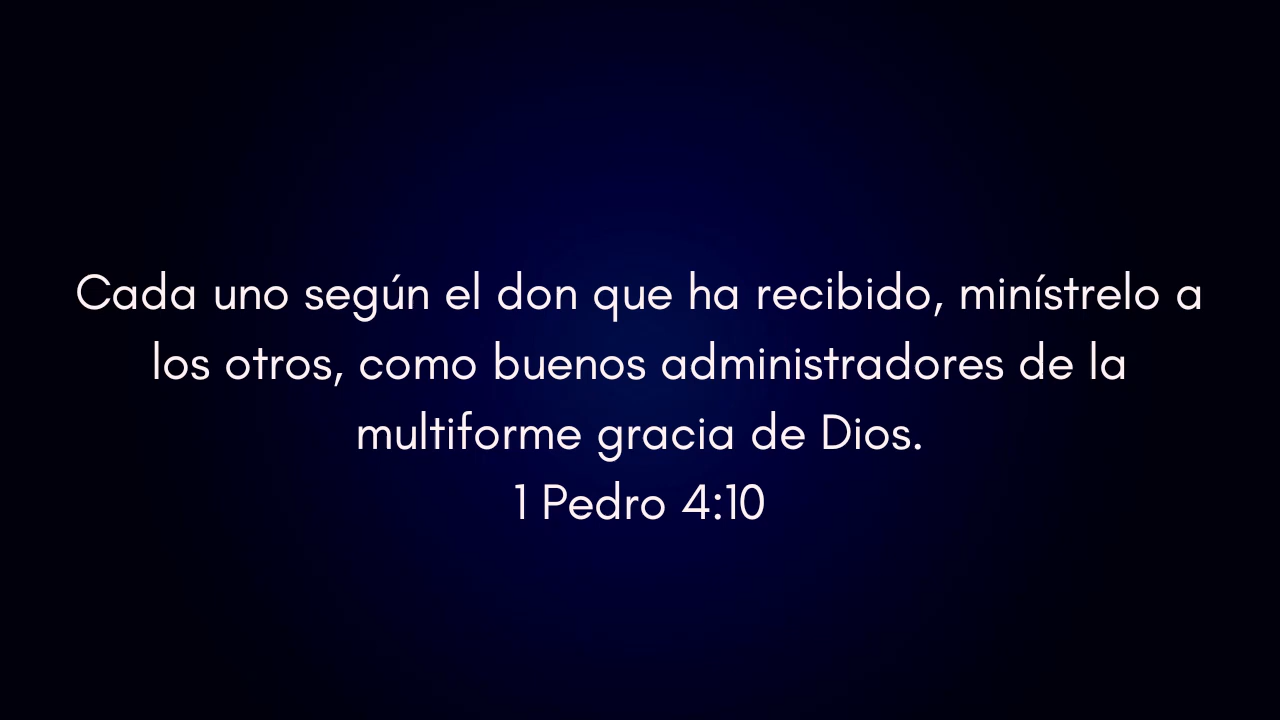 Cada uno según el don que ha recibido, minístrelo a
los otros, como buenos administradores de la
multiforme gracia de Dios.
1 Pedro 4:10